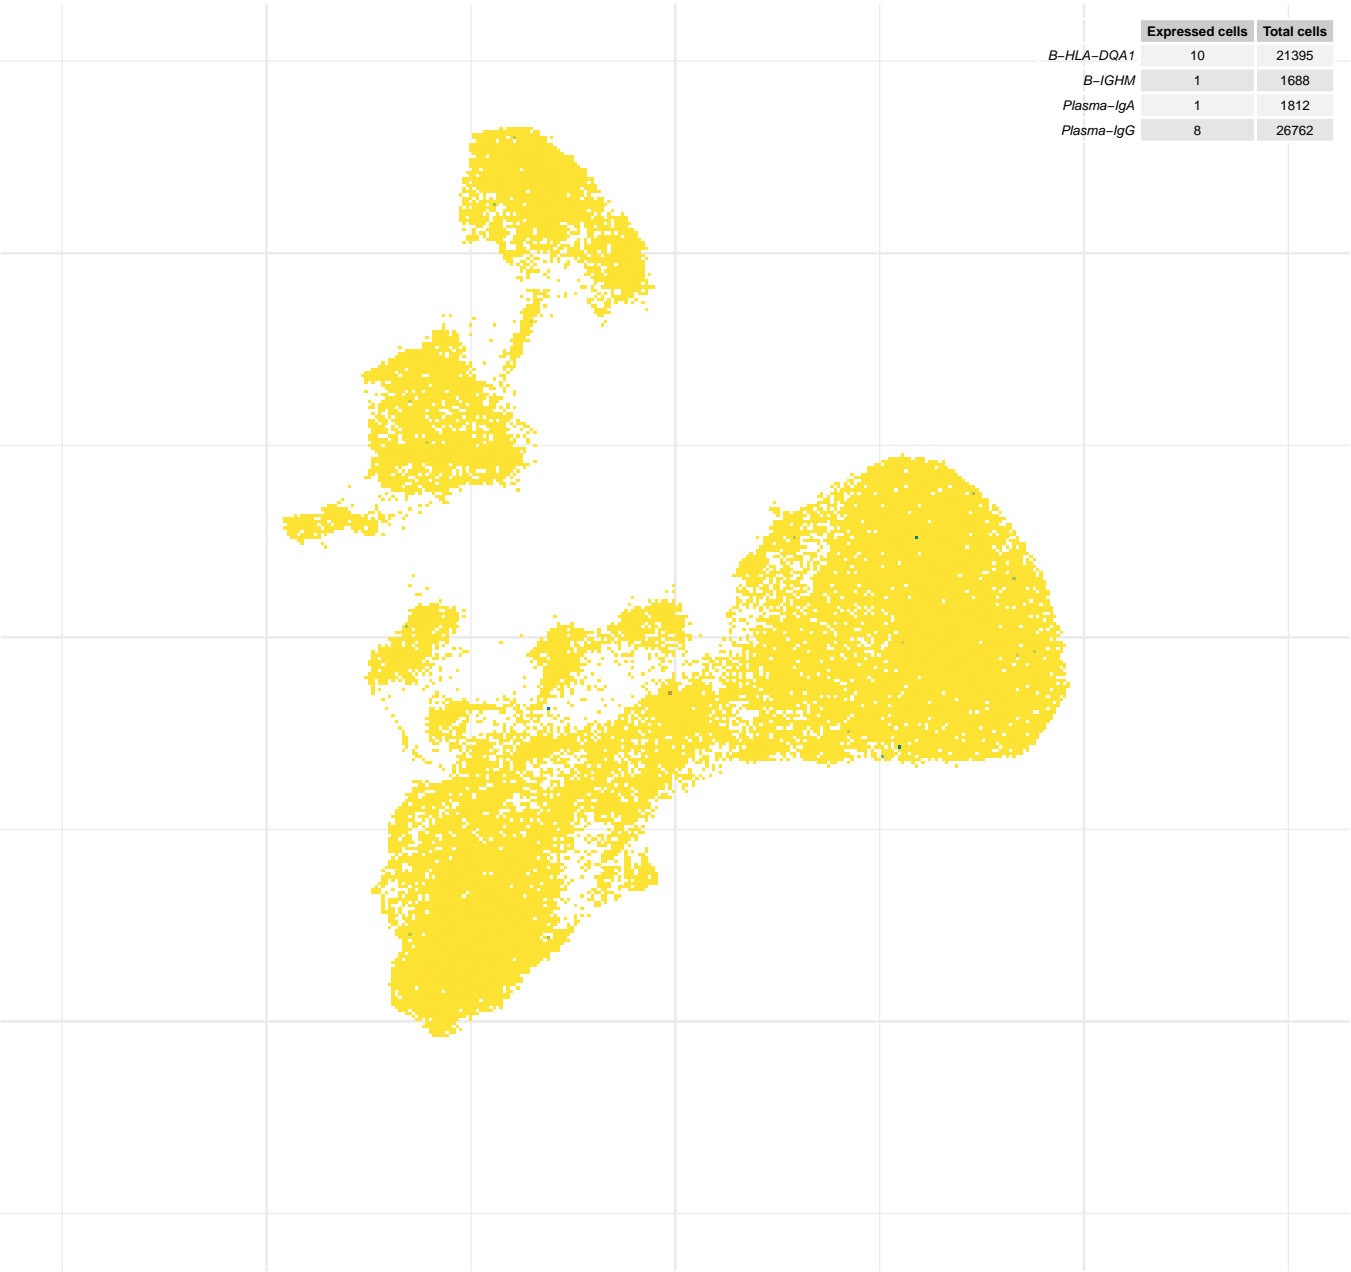 Expressed cells Total cells
B−HLA−DQA1 10 21395
B−IGHM 1 1688
Plasma−IgA 1 1812
Plasma−IgG 8 26762